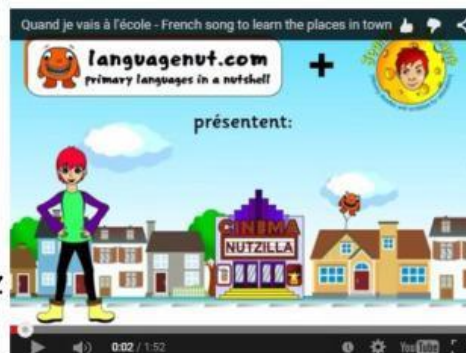 Quand je vais à l'école - French song to learn the places in town
languagenut.com
primary languages in a nutshell
+
présentent:
CINEMA
NUTZILLA
0:02 / 1:52
YouTube